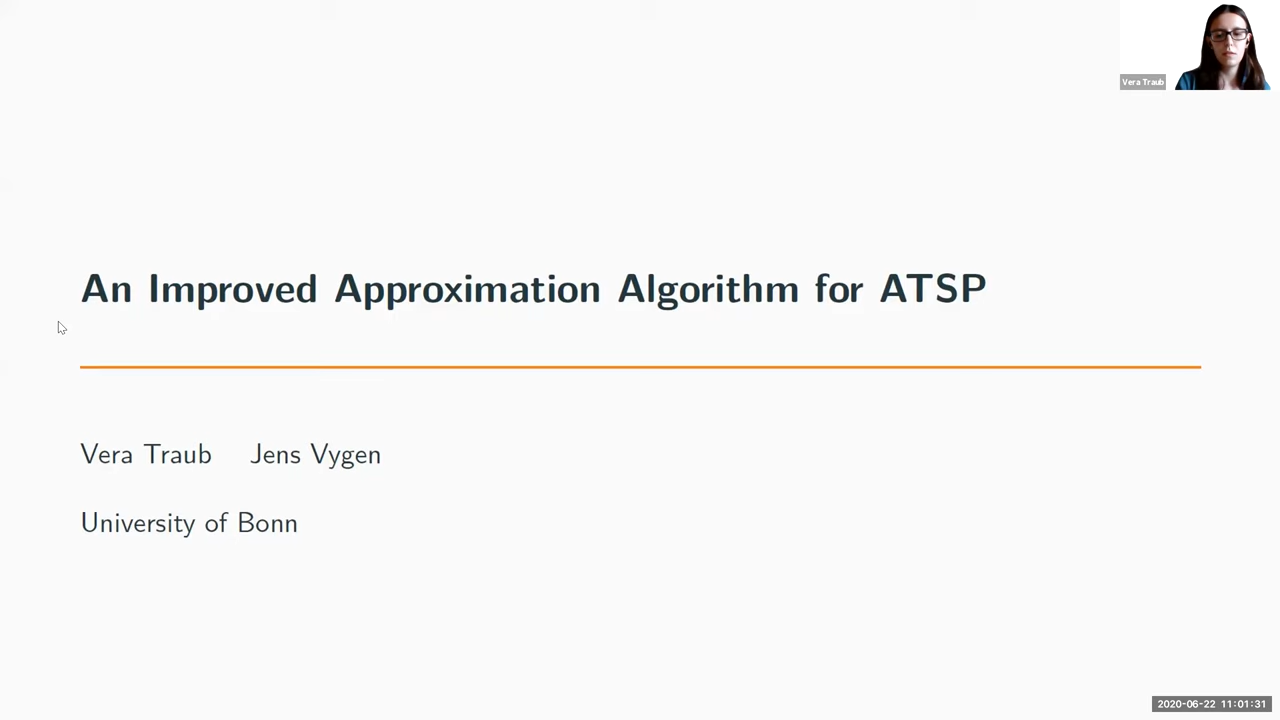 Vera Traub
An Improved Approximation Algorithm for ATSP
Vera Traub Jens Vygen
University of Bonn
2020-06-22 11:01:31